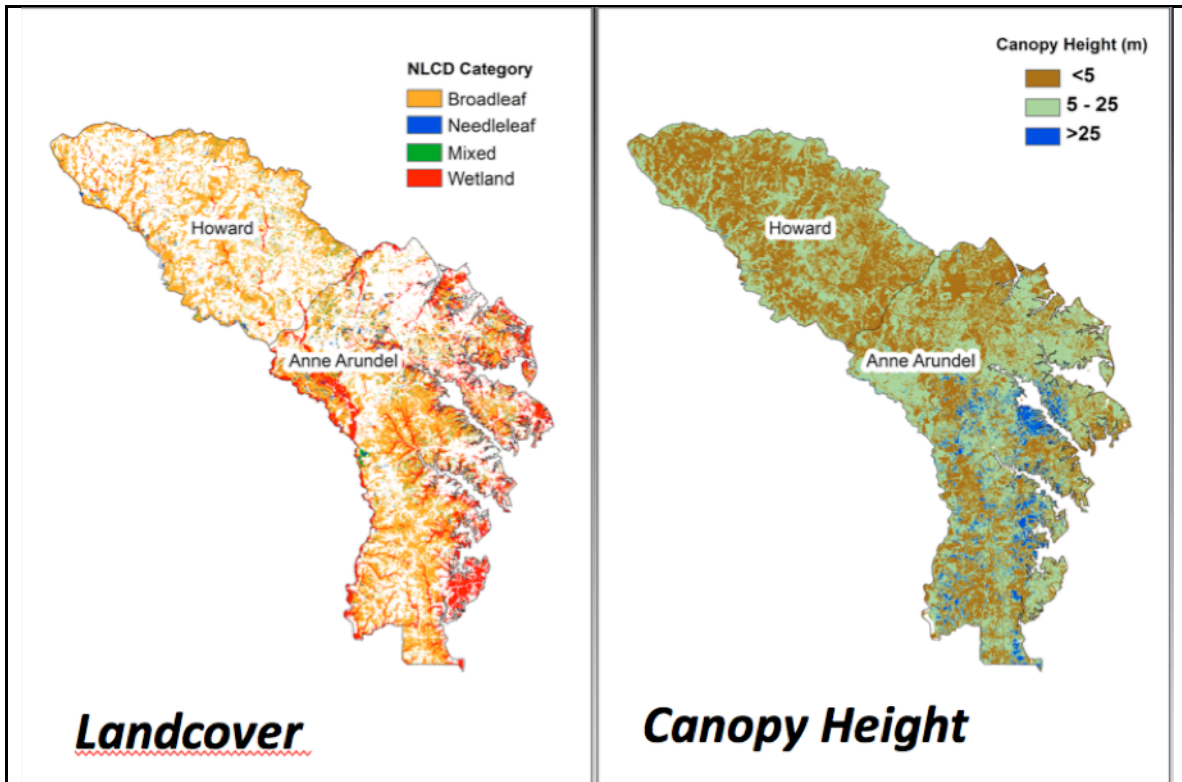 NLCD Category
Broadleaf
Needleleaf
Mixed
Wetland
Howard
Anne Arundel
Landcover
Canopy Height (m)
<5
5 - 25
>25
Howard
Anne Arundel
Canopy Height